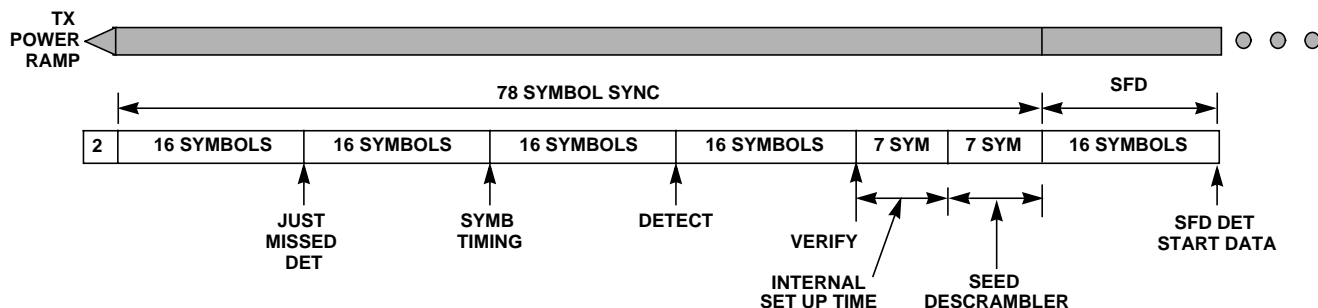 TX
POWER
RAMP
78 SYMBOL SYNC
SFD
2
16 SYMBOLS
16 SYMBOLS
16 SYMBOLS
16 SYMBOLS
7 SYM
7 SYM
16 SYMBOLS
JUST
MISSED
DET
SYMB
TIMING
DETECT
VERIFY
SFD DET
START DATA
INTERNAL
SET UP TIME
SEED
DESCRAMBLER